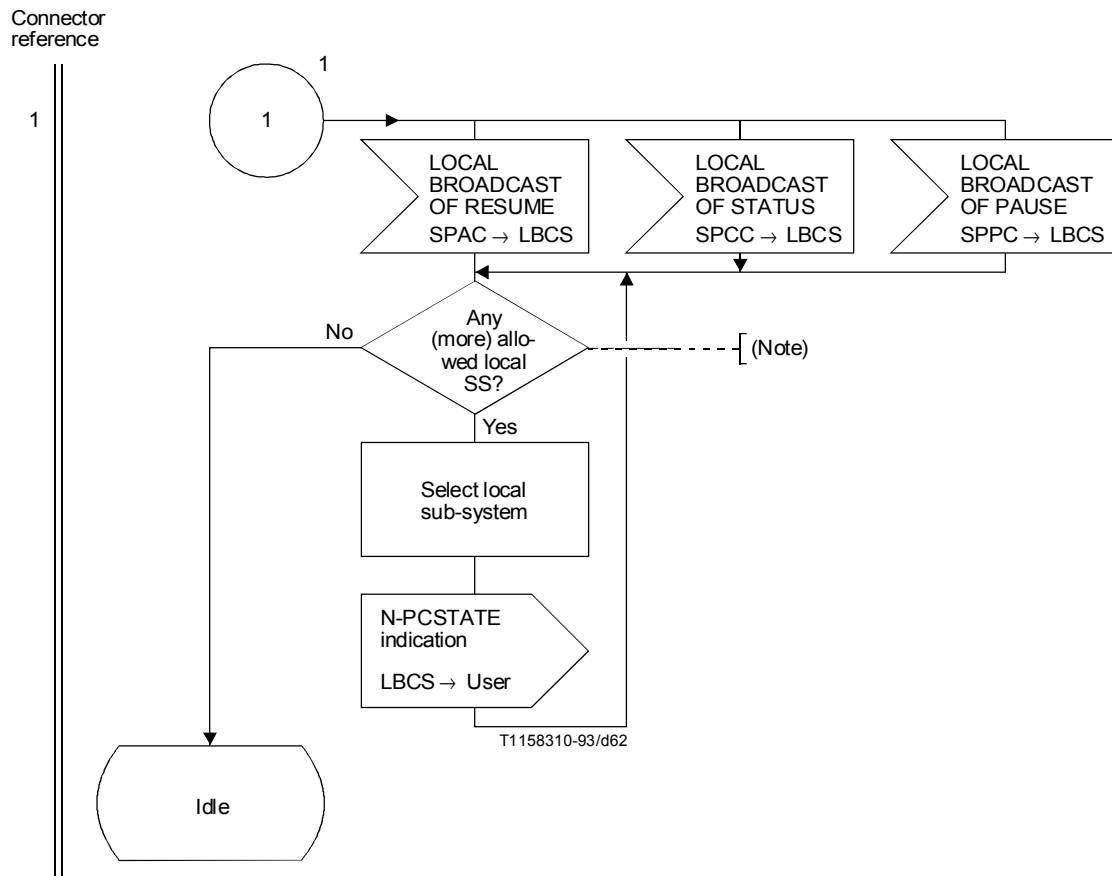 Connector
reference
1
1
1
LOCAL
BROADCAST
OF RESUME
SPAC → LBCS
LOCAL
BROADCAST
OF STATUS
SPCC → LBCS
LOCAL
BROADCAST
OF PAUSE
SPPC → LBCS
No
Any
(more) allo-
wed local
SS?
(Note)
Yes
Select local
sub-system
N-PCSTATE
indication
LBCS → User
T1158310-93/d62
Idle